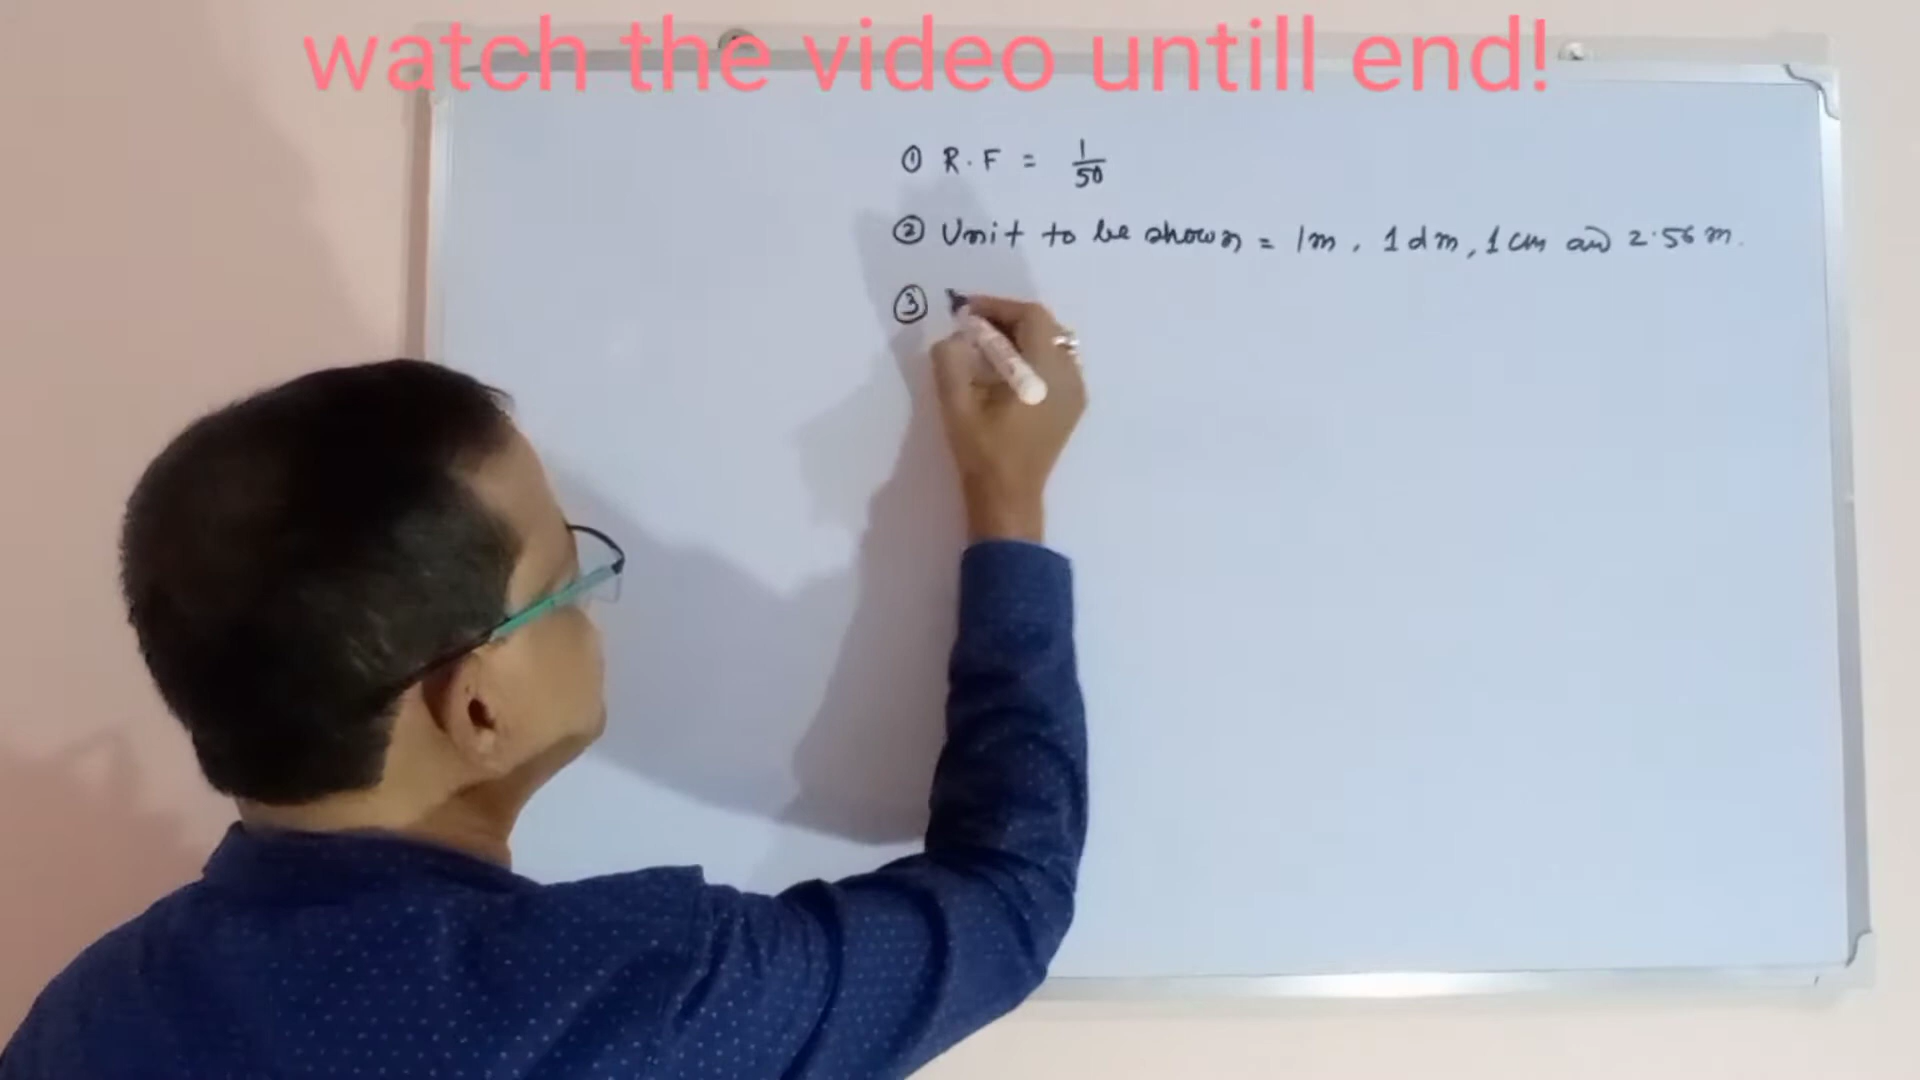 watch the video untill end!
① R.F = 1/50
② Unit to be shown = 1m, 1dm, 1cm and 2.56m.
③